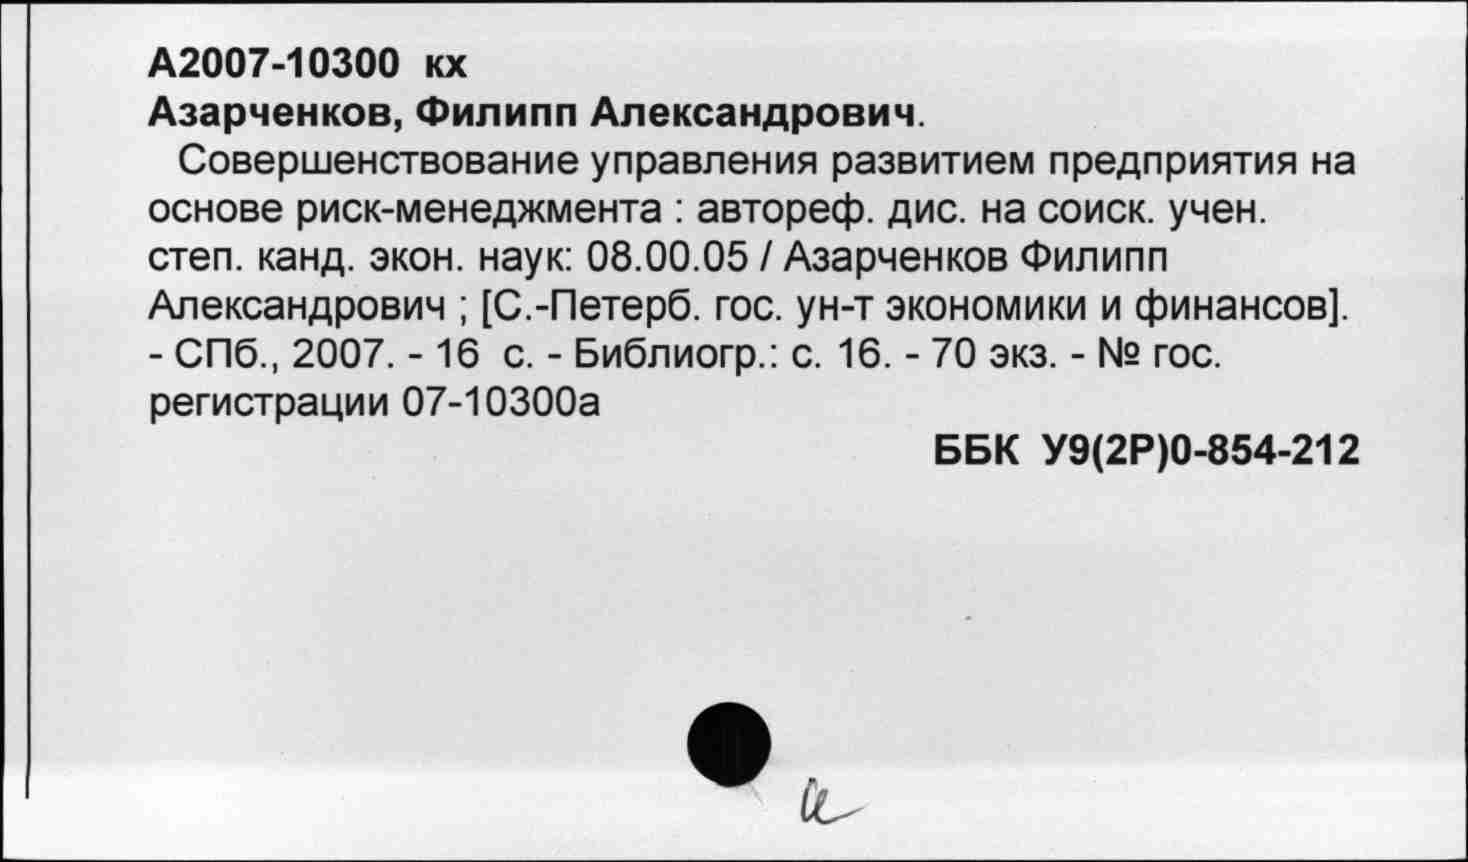 А2007-10300 кх
Азарченков, Филипп Александрович.
Совершенствование управления развитием предприятия на
основе риск-менеджмента : автореф. дис. на соиск. учен.
степ. канд. экон. наук: 08.00.05 / Азарченков Филипп
Александрович ; [С.-Петерб. гос. ун-т экономики и финансов].
- СПб., 2007. - 16 с. - Библиогр.: с. 16. - 70 экз. - № гос.
регистрации 07-10300а
ББК У9(2Р)0-854-212